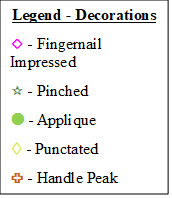 Legend - Decorations
- Fingernail
Impressed
- Pinched
- Applique
- Punctated
- Handle Peak